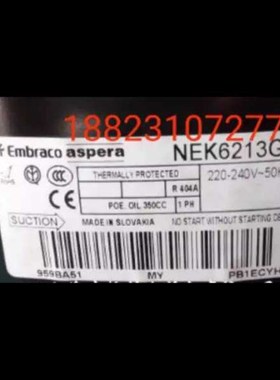 18823107277
Embraco aspera NEK6213G
THERMALLY PROTECTED
220-240V~50H
R 404A
POE. OIL 350CC 1 PH
SUCTION MADE IN SLOVAKIA NO START WITHOUT STARTING DE
959BA51 MY PB1ECYH